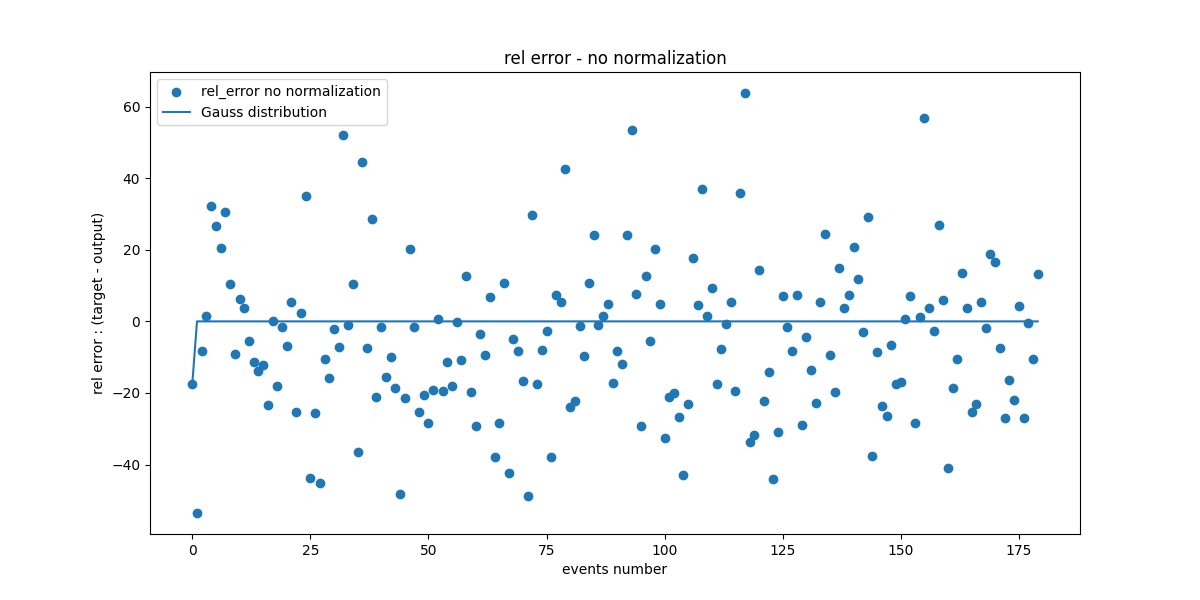 rel error - no normalization
rel_error no normalization
Gauss distribution
rel error : (target - output)
60
40
20
0
−20
−40
0 25 50 75 100 125 150 175
events number